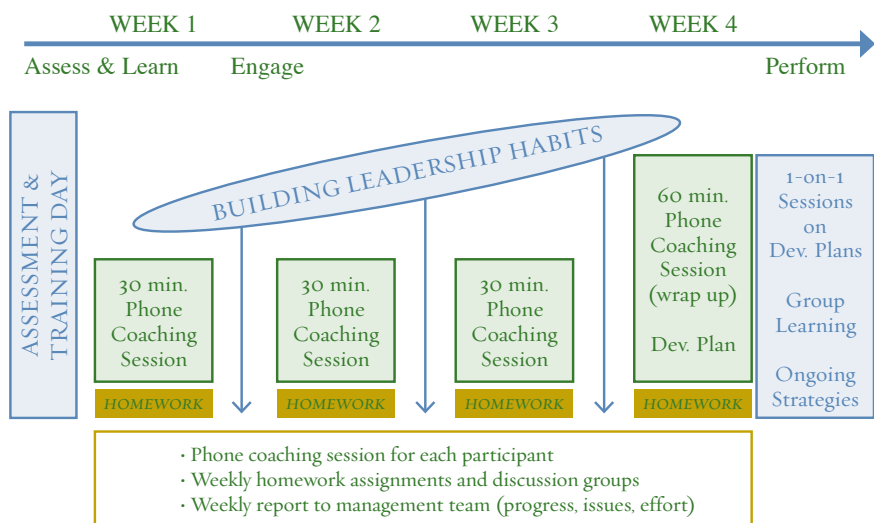 WEEK 1 WEEK 2 WEEK 3 WEEK 4
Assess & Learn Engage Perform
ASSESSMENT &
TRAINING DAY
BUILDING LEADERSHIP HABITS
30 min.
Phone
Coaching
Session
HOMEWORK
30 min.
Phone
Coaching
Session
HOMEWORK
30 min.
Phone
Coaching
Session
HOMEWORK
60 min.
Phone
Coaching
Session
(wrap up)
Dev. Plan
HOMEWORK
1-on-1
Sessions
on
Dev. Plans
Group
Learning
Ongoing
Strategies
· Phone coaching session for each participant
· Weekly homework assignments and discussion groups
· Weekly report to management team (progress, issues, effort)